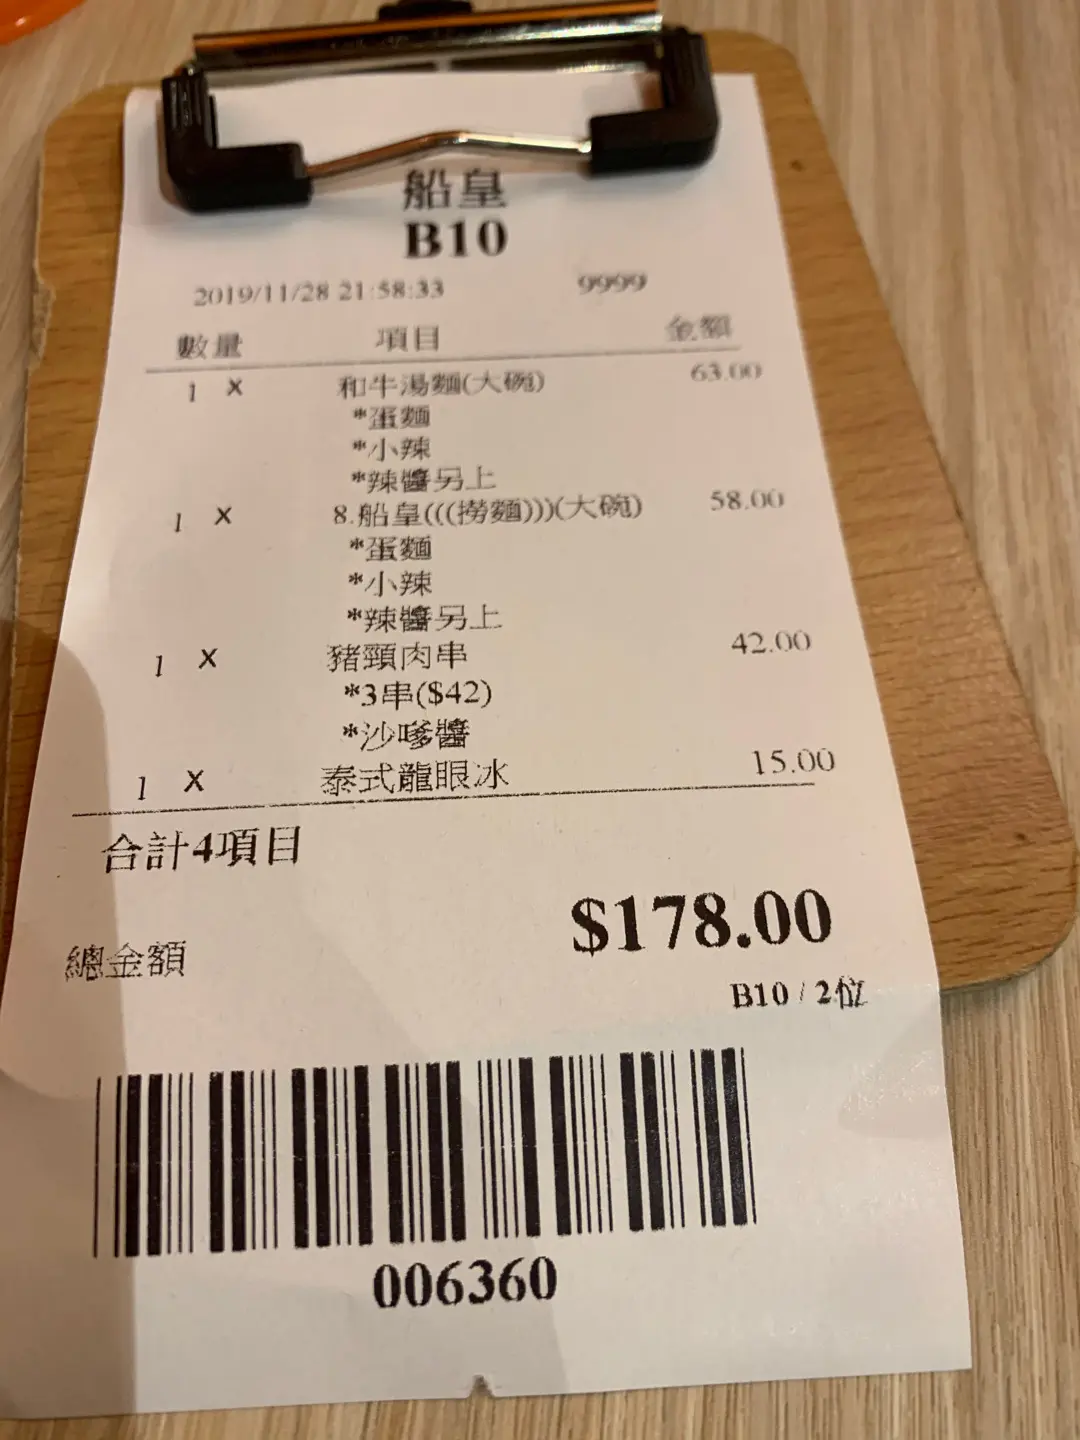 船皇
B10
2019/11/28 21:58:33 9999
數量 項目 金額
1 X 和牛湯麵(大碗) 63.00
*蛋麵
*小辣
*辣醬另上
1 X 8.船皇(((撈麵)))(大碗) 58.00
*蛋麵
*小辣
*辣醬另上
1 X 豬頸肉串 42.00
*3串($42)
*沙嗲醬
1 X 泰式龍眼冰 15.00
合計4項目
$178.00
總金額
B10 / 2位
006360